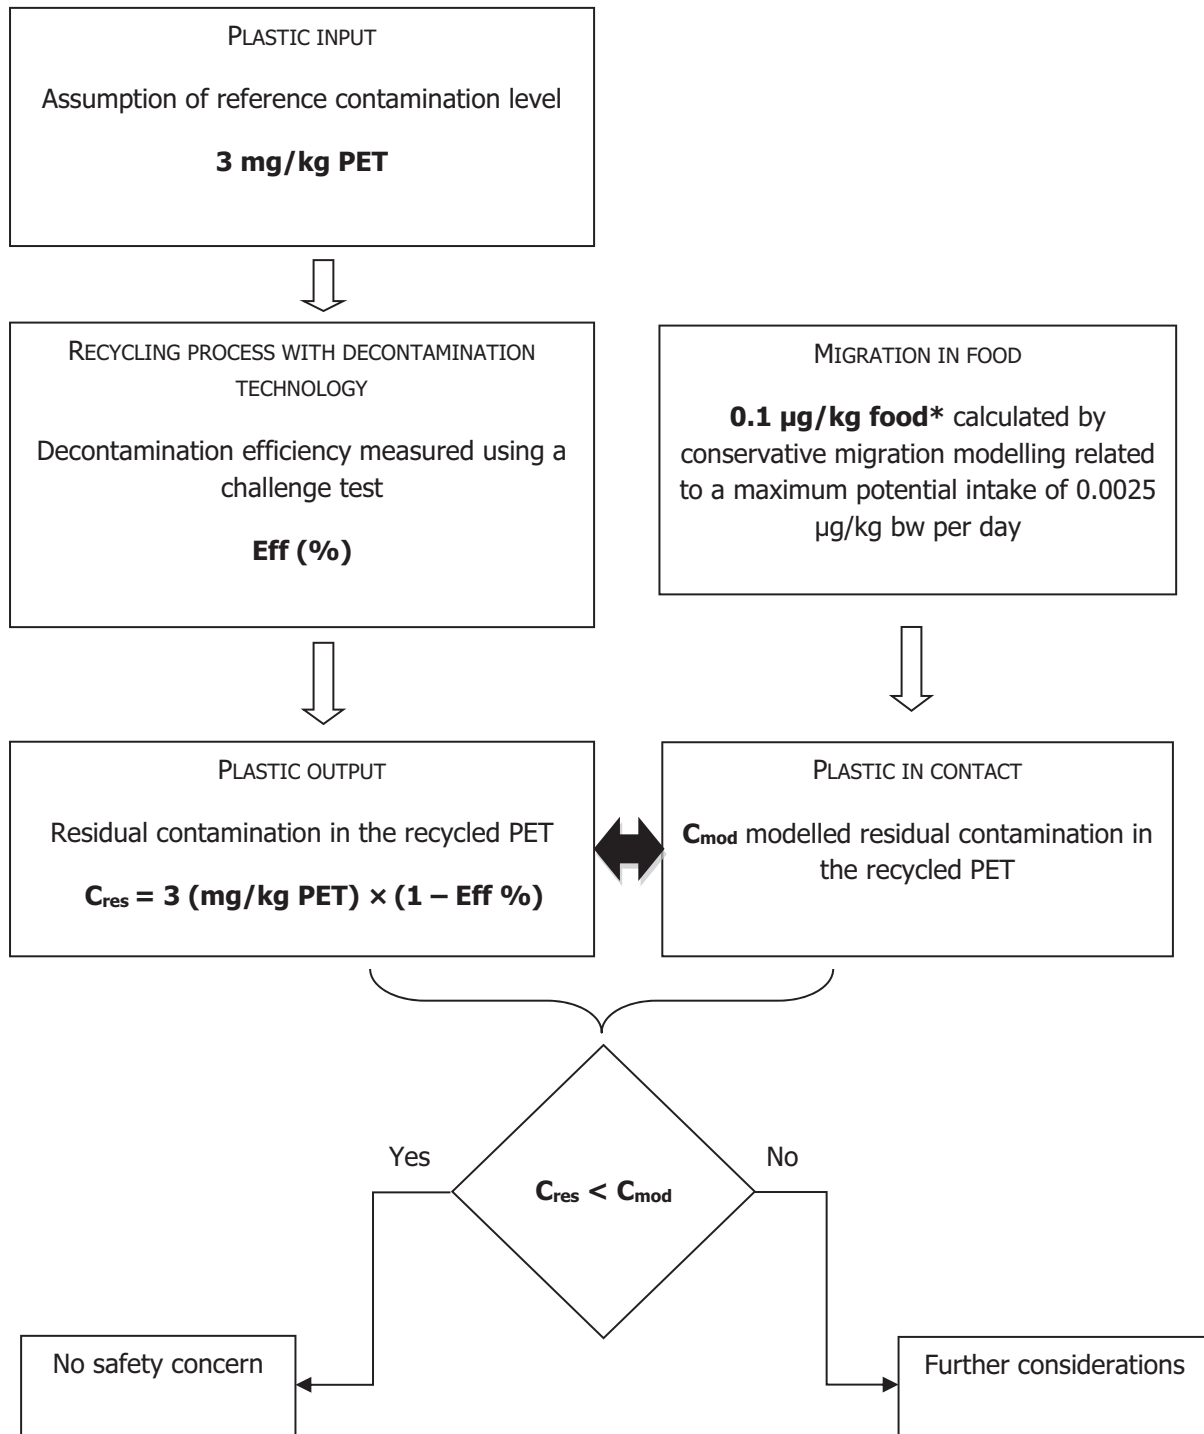 PLASTIC INPUT
Assumption of reference contamination level
3 mg/kg PET
RECYCLING PROCESS WITH DECONTAMINATION
TECHNOLOGY
Decontamination efficiency measured using a
challenge test
Eff (%)
MIGRATION IN FOOD
0.1 µg/kg food* calculated by
conservative migration modelling related
to a maximum potential intake of 0.0025
µg/kg bw per day
PLASTIC OUTPUT
Residual contamination in the recycled PET
Cres = 3 (mg/kg PET) × (1 – Eff %)
PLASTIC IN CONTACT
Cmod modelled residual contamination in
the recycled PET
Yes
No
Cres < Cmod
No safety concern
Further considerations